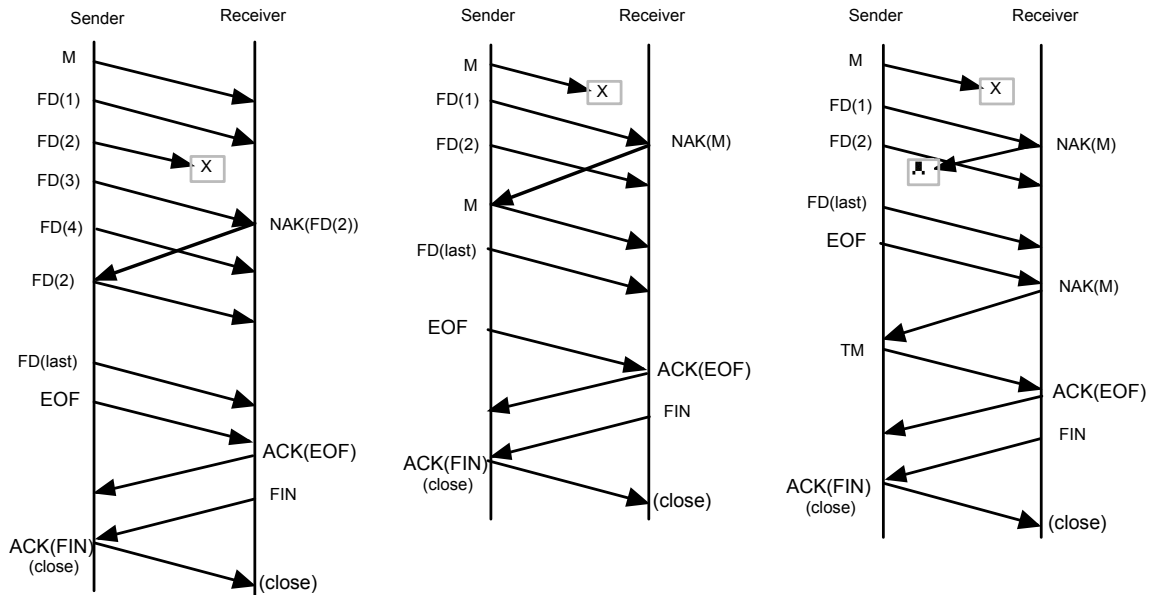 Sender Receiver
M
FD(1)
FD(2)
X
FD(3)
NAK(FD(2))
FD(4)
FD(2)
FD(last)
EOF
ACK(EOF)
FIN
ACK(FIN)
(close)
(close)
Sender Receiver
M
X
FD(1)
NAK(M)
FD(2)
M
FD(last)
EOF
ACK(EOF)
FIN
ACK(FIN)
(close)
(close)
Sender Receiver
M
X
FD(1)
NAK(M)
FD(2)
FD(last)
EOF
NAK(M)
TM
ACK(EOF)
FIN
ACK(FIN)
(close)
(close)